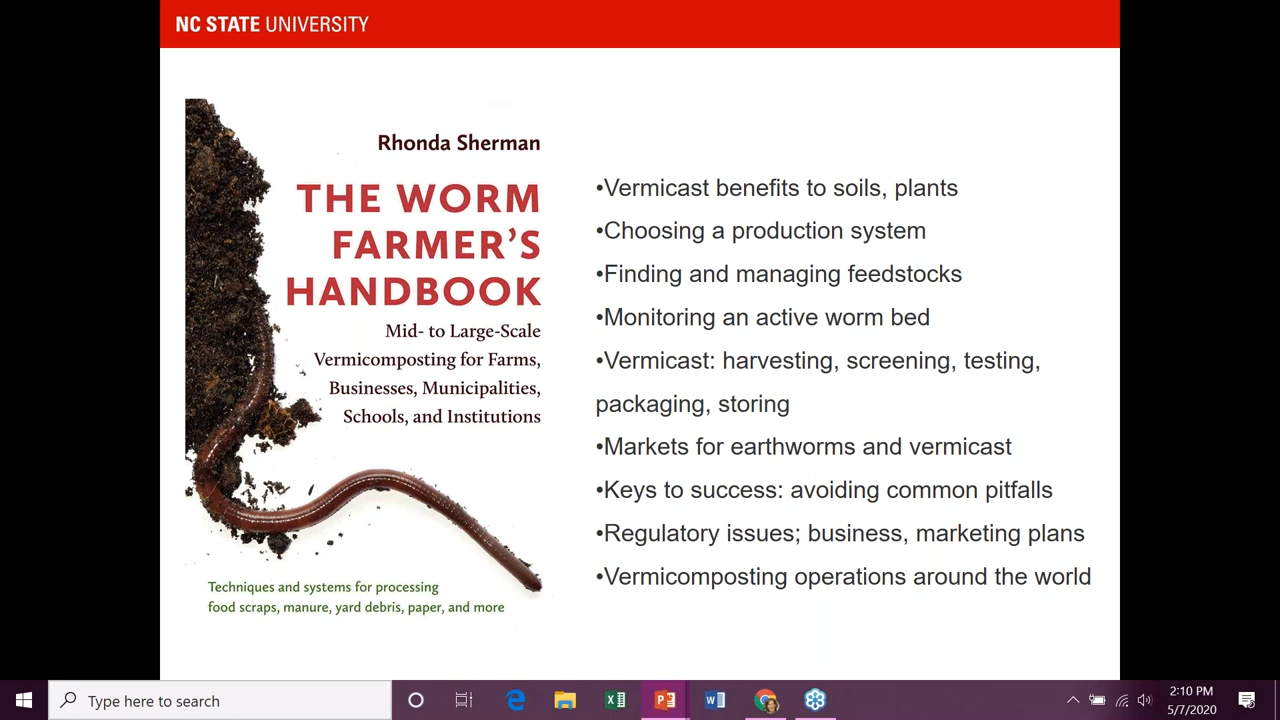 NC STATE UNIVERSITY
Rhonda Sherman
THE WORM
FARMER'S
HANDBOOK
Mid- to Large-Scale
Vermicomposting for Farms,
Businesses, Municipalities,
Schools, and Institutions
Techniques and systems for processing
food scraps, manure, yard debris, paper, and more
•Vermicast benefits to soils, plants
•Choosing a production system
•Finding and managing feedstocks
•Monitoring an active worm bed
•Vermicast: harvesting, screening, testing,
packaging, storing
•Markets for earthworms and vermicast
•Keys to success: avoiding common pitfalls
•Regulatory issues; business, marketing plans
•Vermicomposting operations around the world
Type here to search
2:10 PM
5/7/2020